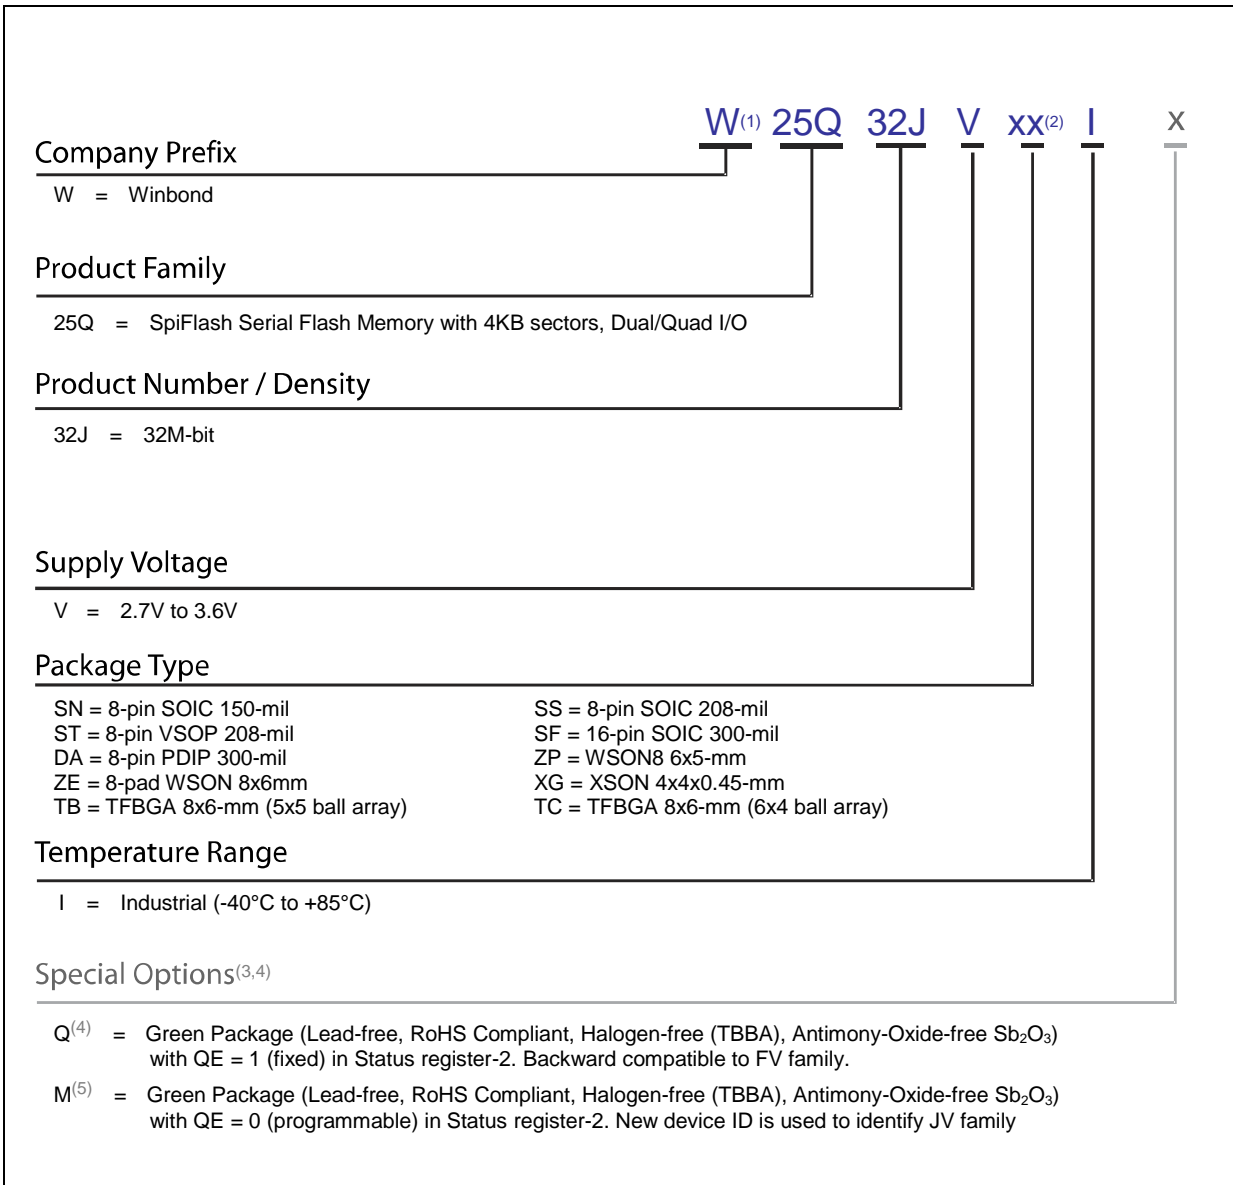 W(1) 25Q 32J V xx(2) I x
Company Prefix
W = Winbond
Product Family
25Q = SpiFlash Serial Flash Memory with 4KB sectors, Dual/Quad I/O
Product Number / Density
32J = 32M-bit
Supply Voltage
V = 2.7V to 3.6V
Package Type
SN = 8-pin SOIC 150-mil SS = 8-pin SOIC 208-mil
ST = 8-pin VSOP 208-mil SF = 16-pin SOIC 300-mil
DA = 8-pin PDIP 300-mil ZP = WSON8 6x5-mm
ZE = 8-pad WSON 8x6mm XG = XSON 4x4x0.45-mm
TB = TFBGA 8x6-mm (5x5 ball array) TC = TFBGA 8x6-mm (6x4 ball array)
Temperature Range
I = Industrial (-40°C to +85°C)
Special Options(3,4)
Q(4) = Green Package (Lead-free, RoHS Compliant, Halogen-free (TBBA), Antimony-Oxide-free Sb₂O₃)
with QE = 1 (fixed) in Status register-2. Backward compatible to FV family.
M(5) = Green Package (Lead-free, RoHS Compliant, Halogen-free (TBBA), Antimony-Oxide-free Sb₂O₃)
with QE = 0 (programmable) in Status register-2. New device ID is used to identify JV family